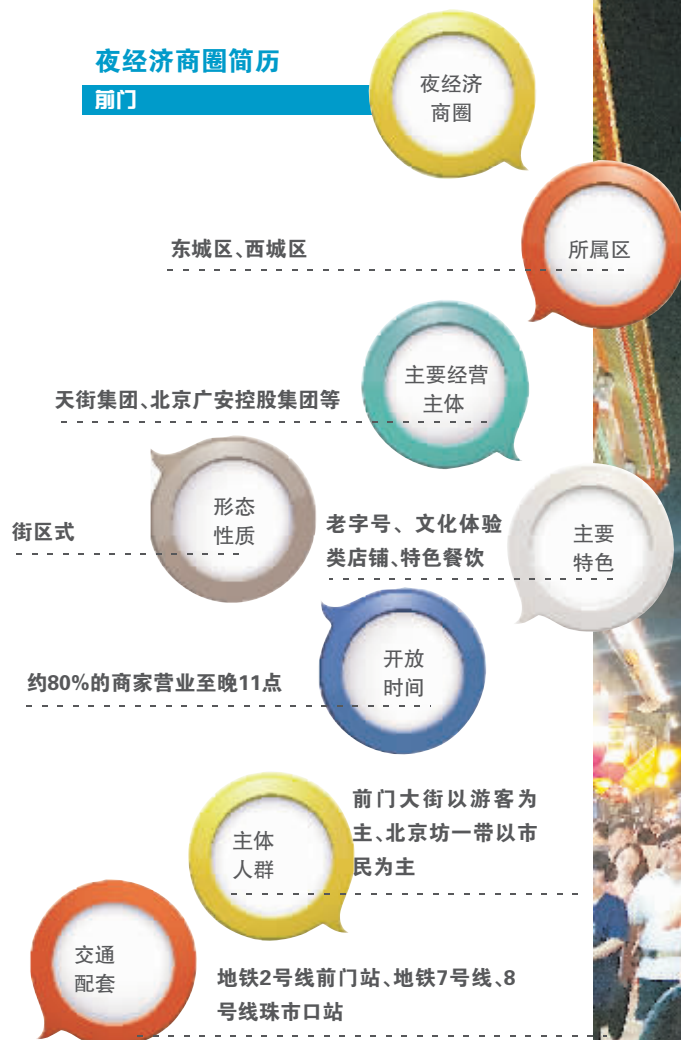 夜经济商圈简历
前门
夜经济
商圈
东城区、西城区
所属区
天街集团、北京广安控股集团等
主要经营
主体
街区式
形态
性质
老字号、文化体验
类店铺、特色餐饮
主要
特色
约80%的商家营业至晚11点
开放
时间
主体
人群
前门大街以游客为
主、北京坊一带以市
民为主
交通
配套
地铁2号线前门站、地铁7号线、8
号线珠市口站